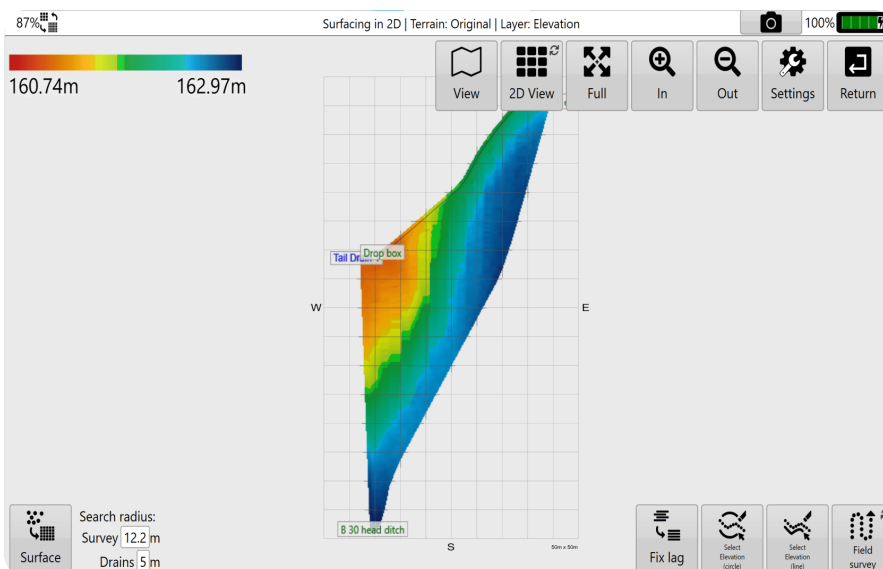 87%
Surfacing in 2D | Terrain: Original | Layer: Elevation
100%
160.74m
162.97m
View
2D View
Full
In
Out
Settings
Return
Drop box
Tail
W
E
B 30 head ditch
S
50m x 50m
Surface
Search radius:
Survey 12.2 m
Drains 5 m
Fix lag
Select
Elevation
(circle)
Select
Elevation
(line)
Field
survey